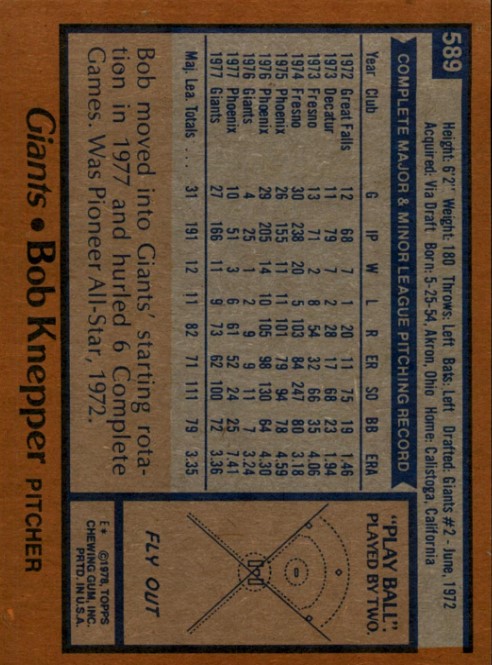 589
Height: 6'2" Weight: 180 Throws: Left Bats: Left Drafted: Giants #2 - June, 1972
Acquired: Via Draft Born: 5-25-54, Akron, Ohio Home: Calistoga, California
COMPLETE MAJOR & MINOR LEAGUE PITCHING RECORD
Year Club G IP W L R ER SO BB ERA
1972 Great Falls 12 68 7 1 20 11 75 19 1.46
1973 Decatur 11 79 7 2 28 17 68 23 1.94
1973 Fresno 13 71 2 8 54 32 66 35 4.06
1974 Fresno 30 238 20 5 103 84 247 80 3.18
1975 Phoenix 26 155 11 11 101 79 94 78 4.59
1976 Phoenix 29 205 14 10 105 98 130 64 4.30
1976 Giants 4 25 1 2 9 9 11 7 3.24
1977 Phoenix 10 51 3 6 61 52 24 25 7.41
1977 Giants 27 166 11 9 73 62 100 72 3.36
Maj. Lea. Totals . . . 31 191 12 11 82 71 111 79 3.35
Bob moved into Giants' starting rota-
tion in 1977 and hurled 6 Complete
Games. Was Pioneer All-Star, 1972.
"PLAY BALL".
PLAYED BY TWO.
FLY OUT
E* ©1978, TOPPS
CHEWING GUM, INC.
PRTD. IN U.S.A.
Giants • Bob Knepper PITCHER